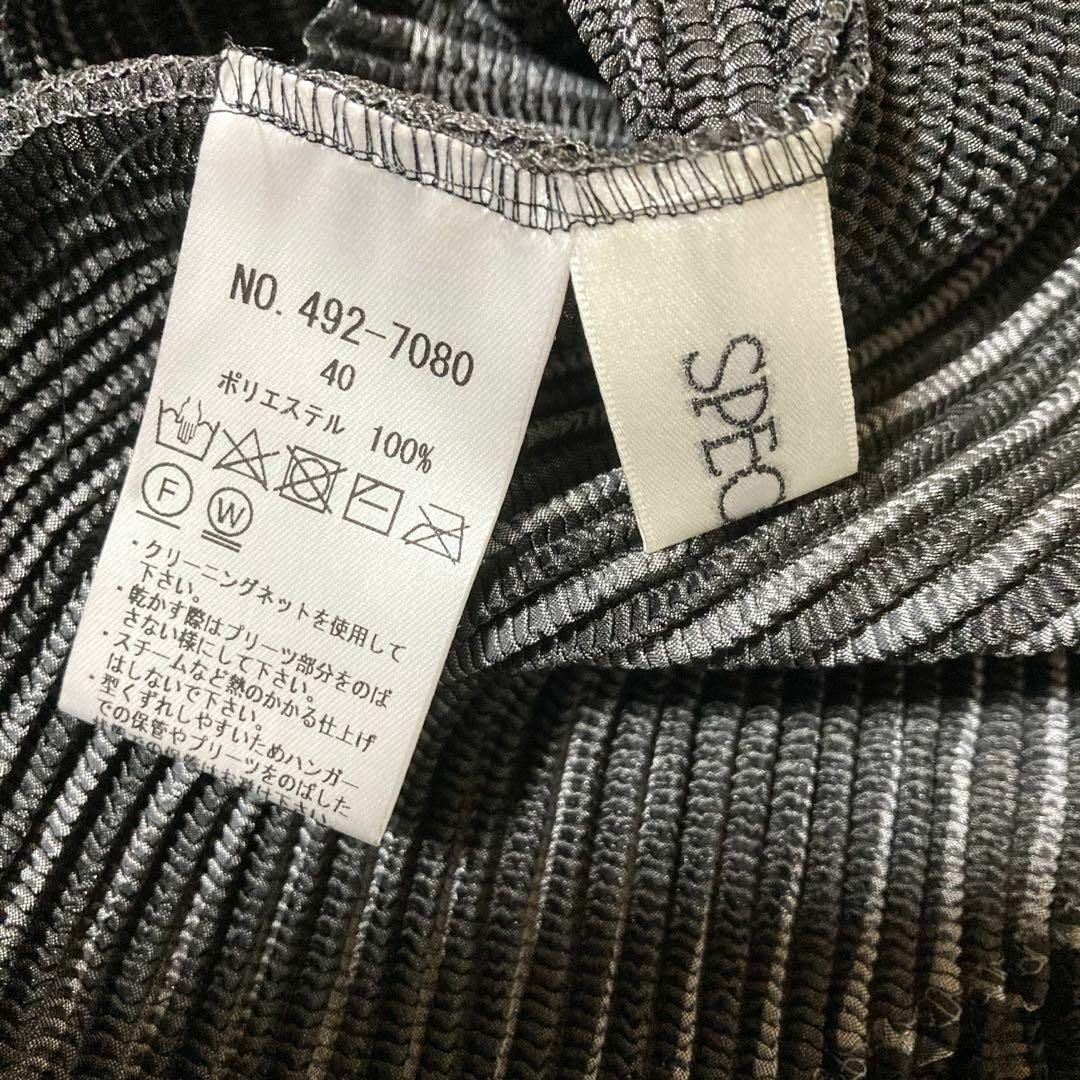 NO. 492-7080
40
ポリエステル 100%
F
W
・クリーニングネットを使用して
下さい。
・乾かす際はプリーツ部分をのば
さない様にして下さい。
・スチームなど熱のかかる仕上げ
はしないで下さい。
・型くずれしやすいためハンガー
での保管やプリーツをのばした
SPEC